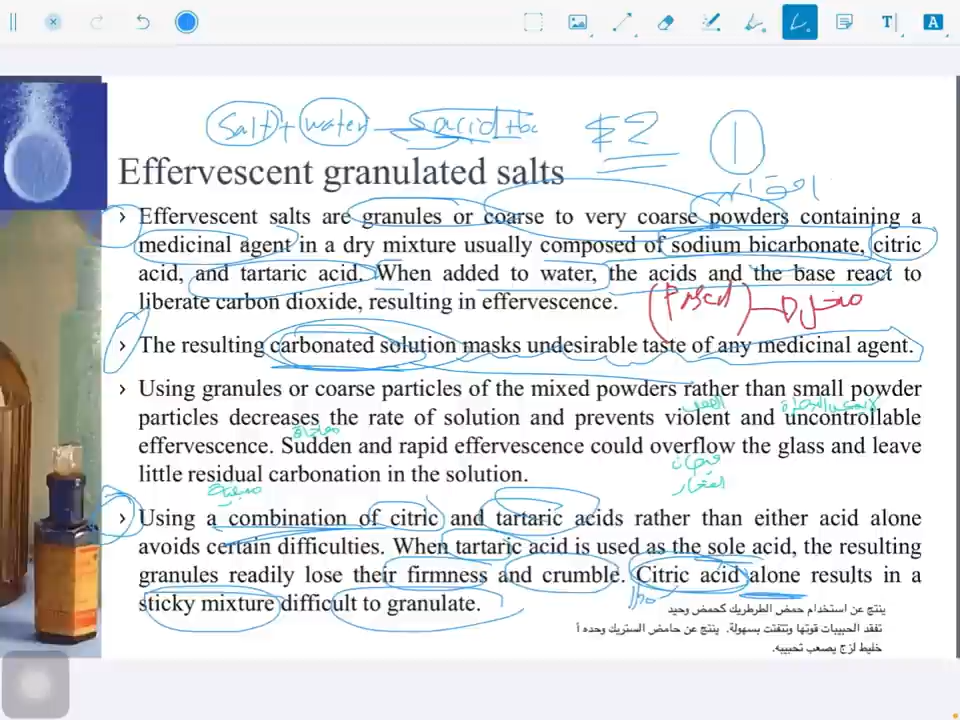 Salt + water acid + b
1
Effervescent granulated salts
› Effervescent salts are granules or coarse to very coarse powders containing a
medicinal agent in a dry mixture usually composed of sodium bicarbonate, citric
acid, and tartaric acid. When added to water, the acids and the base react to
liberate carbon dioxide, resulting in effervescence.
› The resulting carbonated solution masks undesirable taste of any medicinal agent.
› Using granules or coarse particles of the mixed powders rather than small powder
particles decreases the rate of solution and prevents violent and uncontrollable
effervescence. Sudden and rapid effervescence could overflow the glass and leave
little residual carbonation in the solution.
› Using a combination of citric and tartaric acids rather than either acid alone
avoids certain difficulties. When tartaric acid is used as the sole acid, the resulting
granules readily lose their firmness and crumble. Citric acid alone results in a
sticky mixture difficult to granulate.
ينتج عن استخدام حمض الطرطريك كحمض وحيد
تفقد الحبيبات قوتها وتتفتت بسهولة. ينتج عن حامض الستريك وحده أ
خليط لزج يصعب تحبيبه.